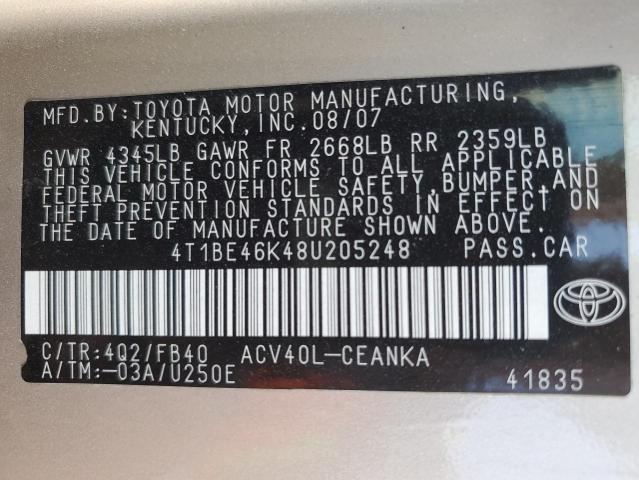 MFD.BY:TOYOTA MOTOR MANUFACTURING,
KENTUCKY,INC.08/07
GVWR 4345LB GAWR FR 2668LB RR 2359LB
THIS VEHICLE CONFORMS TO ALL APPLICABLE
FEDERAL MOTOR VEHICLE SAFETY,BUMPER,AND
THEFT PREVENTION STANDARDS IN EFFECT ON
THE DATE OF MANUFACTURE SHOWN ABOVE.
4T1BE46K48U205248 PASS.CAR
C/TR:4Q2/FB40 ACV40L-CEANKA
A/TM:-03A/U250E 41835